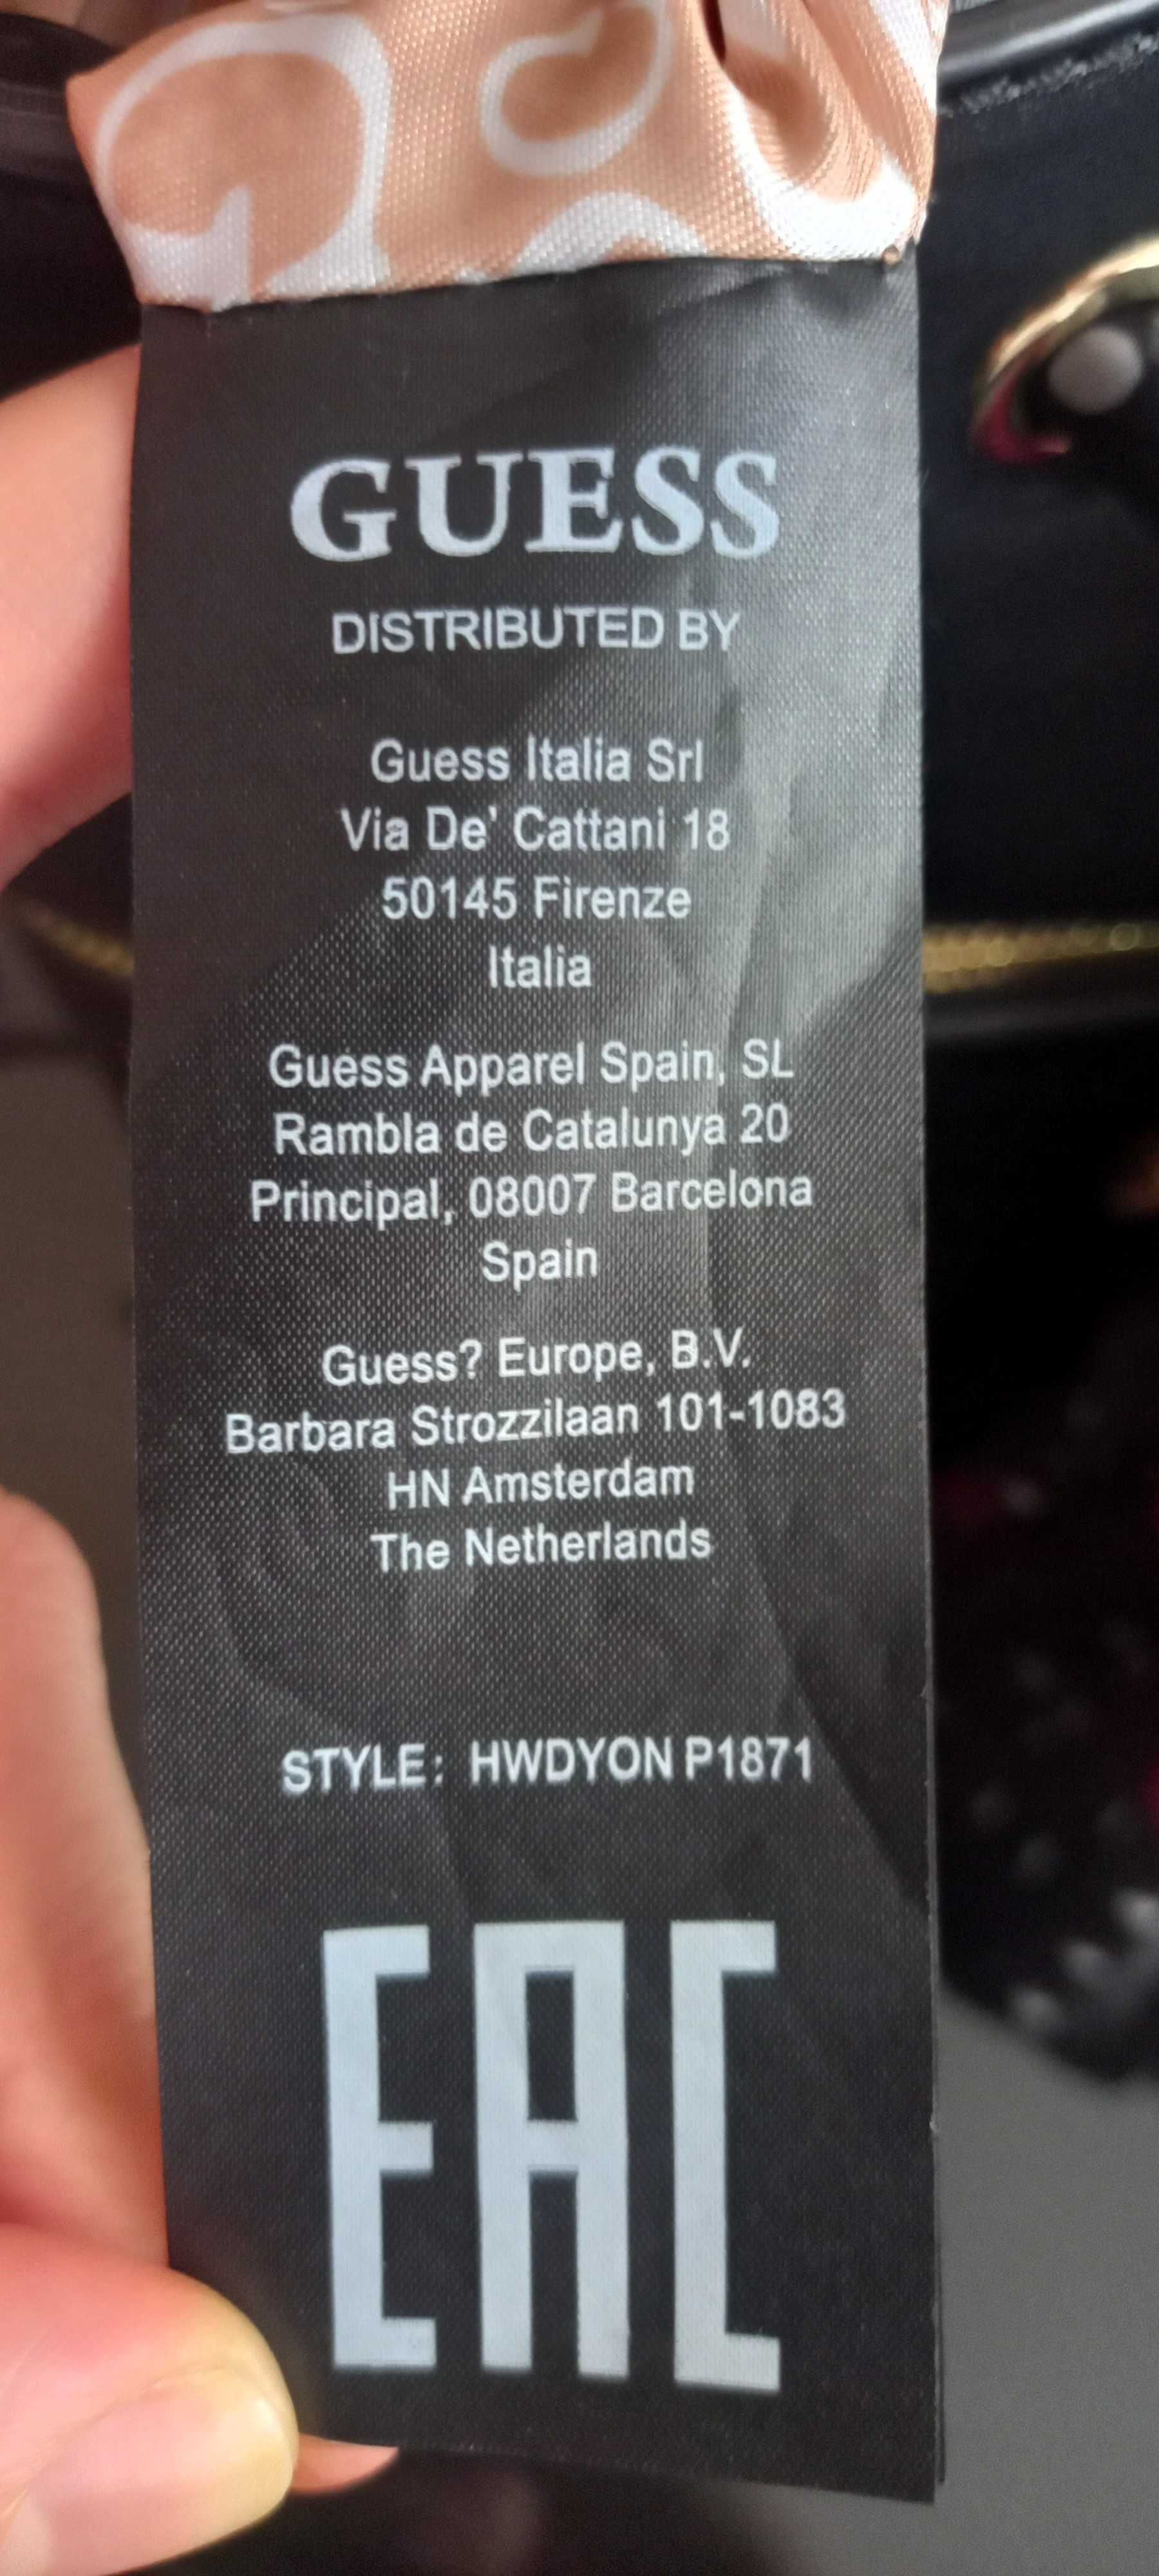 GUESS
DISTRIBUTED BY
Guess Italia Srl
Via De' Cattani 18
50145 Firenze
Italia
Guess Apparel Spain, SL
Rambla de Catalunya 20
Principal, 08007 Barcelona
Spain
Guess? Europe, B.V.
Barbara Strozzilaan 101-1083
HN Amsterdam
The Netherlands
STYLE: HWDYON P1871
EAC